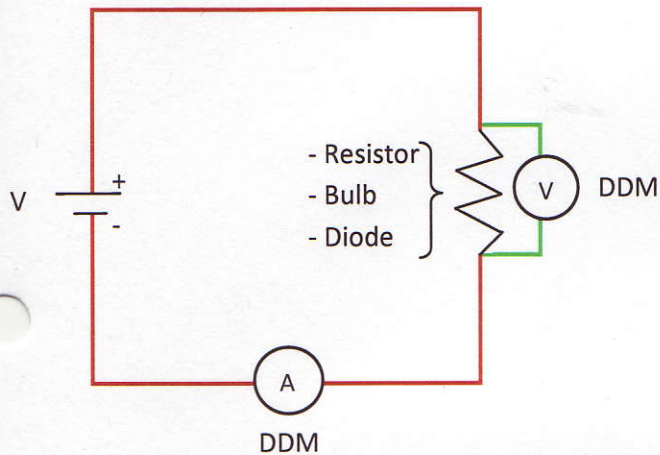 - Resistor
- Bulb
- Diode
V
+
-
V
DDM
A
DDM